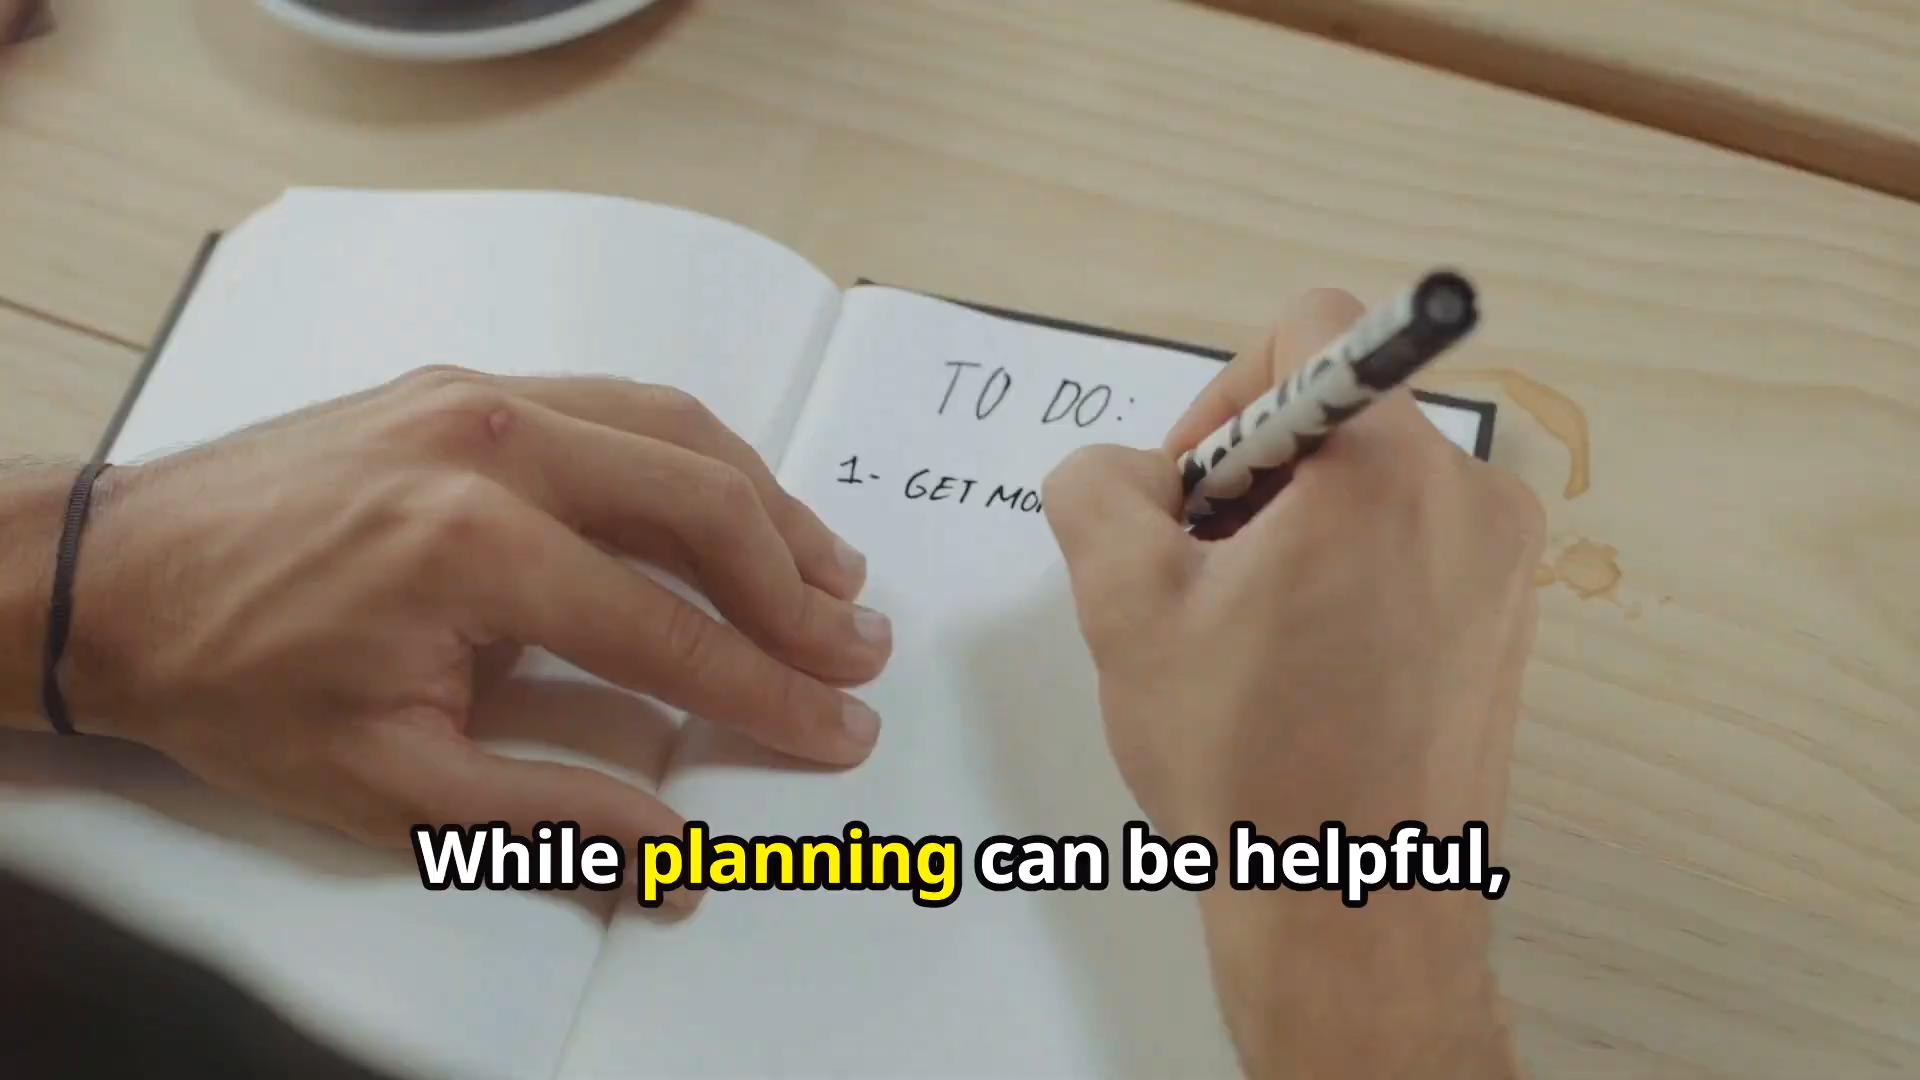 TO DO:
1- GET
While planning can be helpful,